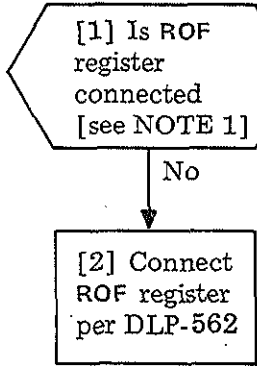 [1] Is ROF
register
connected
[see NOTE 1]
No
[2] Connect
ROF register
per DLP-562